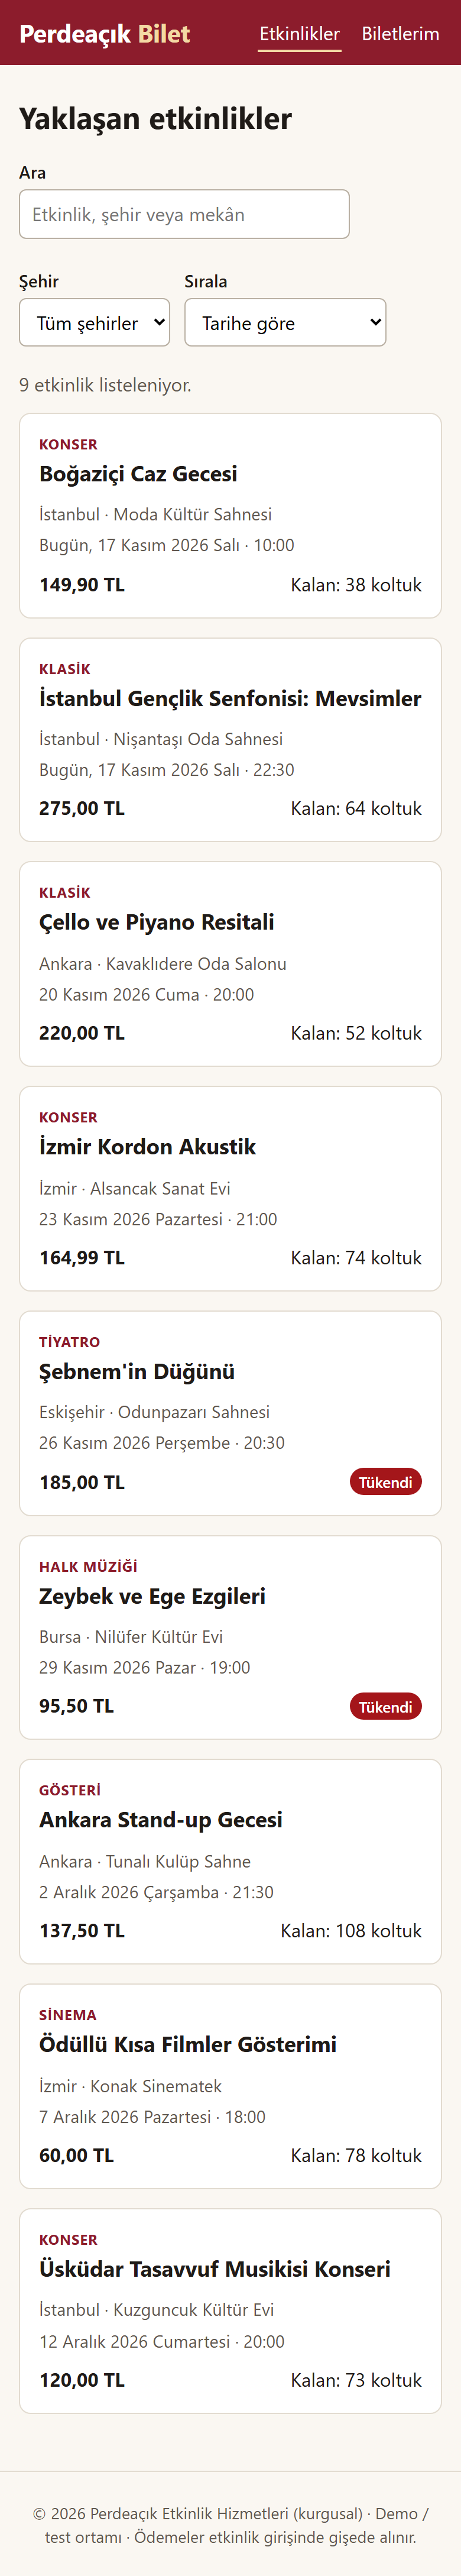 Perdeaçık Bilet
Etkinlikler
Biletlerim
Yaklaşan etkinlikler
Ara
Etkinlik, şehir veya mekân
Şehir
Sırala
Tüm şehirler
Tarihe göre
9 etkinlik listeleniyor.
KONSER
Boğaziçi Caz Gecesi
İstanbul · Moda Kültür Sahnesi
Bugün, 17 Kasım 2026 Salı · 10:00
149,90 TL
Kalan: 38 koltuk
KLASİK
İstanbul Gençlik Senfonisi: Mevsimler
İstanbul · Nişantaşı Oda Sahnesi
Bugün, 17 Kasım 2026 Salı · 22:30
275,00 TL
Kalan: 64 koltuk
KLASİK
Çello ve Piyano Resitali
Ankara · Kavaklıdere Oda Salonu
20 Kasım 2026 Cuma · 20:00
220,00 TL
Kalan: 52 koltuk
KONSER
İzmir Kordon Akustik
İzmir · Alsancak Sanat Evi
23 Kasım 2026 Pazartesi · 21:00
164,99 TL
Kalan: 74 koltuk
TİYATRO
Şebnem'in Düğünü
Eskişehir · Odunpazarı Sahnesi
26 Kasım 2026 Perşembe · 20:30
185,00 TL
Tükendi
HALK MÜZİĞİ
Zeybek ve Ege Ezgileri
Bursa · Nilüfer Kültür Evi
29 Kasım 2026 Pazar · 19:00
95,50 TL
Tükendi
GÖSTERİ
Ankara Stand-up Gecesi
Ankara · Tunalı Kulüp Sahne
2 Aralık 2026 Çarşamba · 21:30
137,50 TL
Kalan: 108 koltuk
SİNEMA
Ödüllü Kısa Filmler Gösterimi
İzmir · Konak Sinematek
7 Aralık 2026 Pazartesi · 18:00
60,00 TL
Kalan: 78 koltuk
KONSER
Üsküdar Tasavvuf Musikisi Konseri
İstanbul · Kuzguncuk Kültür Evi
12 Aralık 2026 Cumartesi · 20:00
120,00 TL
Kalan: 73 koltuk
© 2026 Perdeaçık Etkinlik Hizmetleri (kurgusal) · Demo /
test ortamı · Ödemeler etkinlik girişinde gişede alınır.